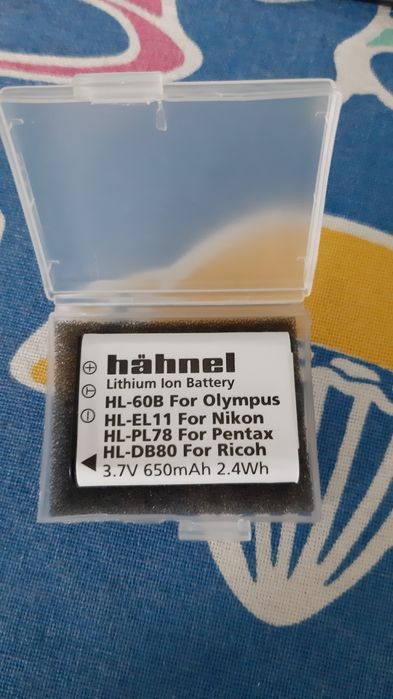 hähnel
Lithium Ion Battery
HL-60B For Olympus
HL-EL11 For Nikon
HL-PL78 For Pentax
HL-DB80 For Ricoh
3.7V 650mAh 2.4Wh